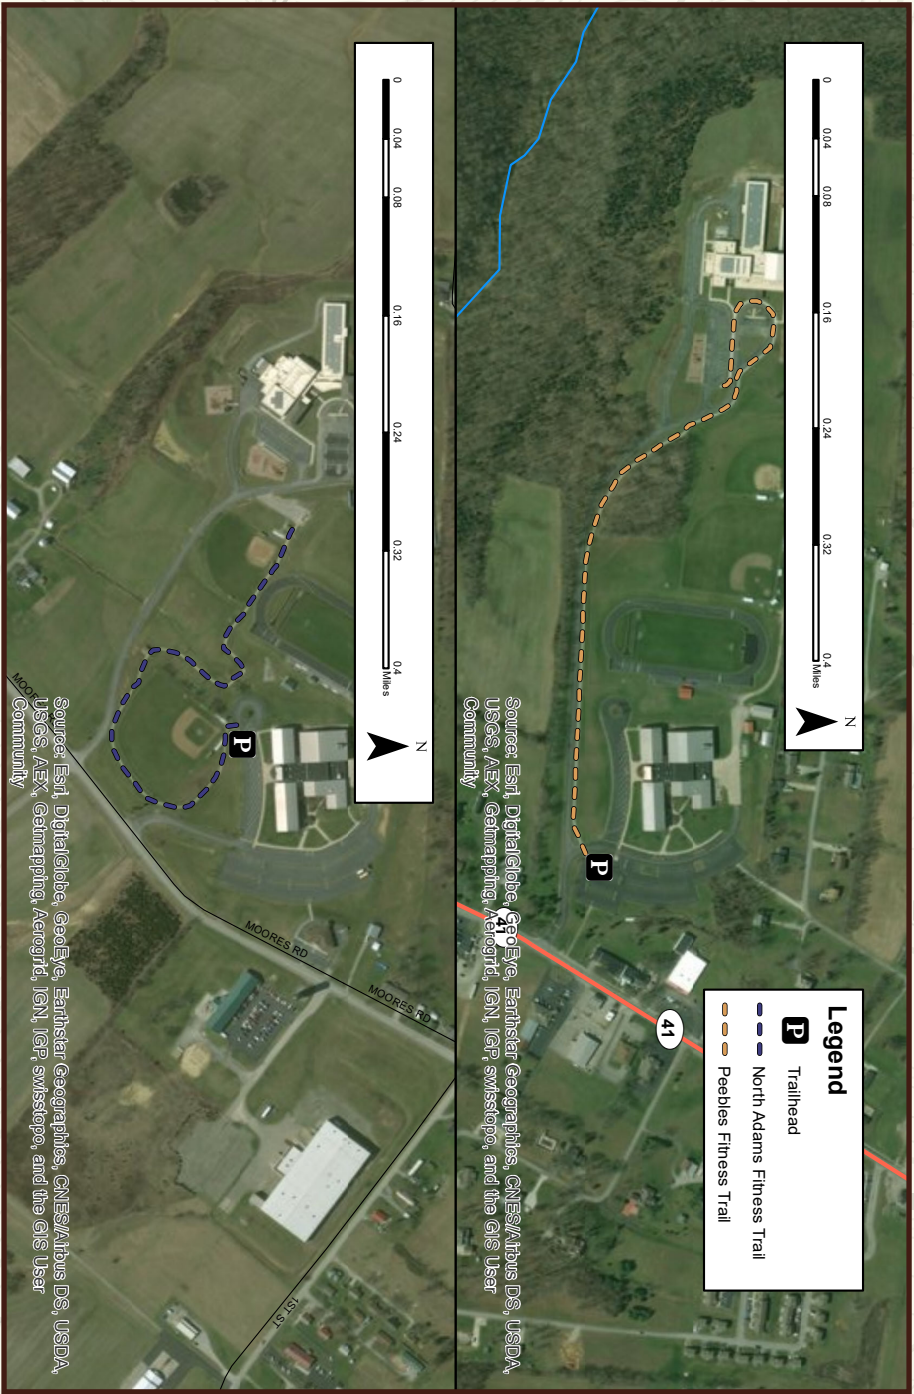 0 0.04 0.08 0.16 0.24 0.32 0.4
Miles
N
Legend
P Trailhead
North Adams Fitness Trail
Peebles Fitness Trail
41
P
41
Source: Esri, DigitalGlobe, GeoEye, Earthstar Geographics, CNES/Airbus DS, USDA,
USGS, AEX, Getmapping, Aerogrid, IGN, IGP, swisstopo, and the GIS User
Community
0 0.04 0.08 0.16 0.24 0.32 0.4
Miles
N
P
MOORES RD
MOORES RD
1ST ST
Source: Esri, DigitalGlobe, GeoEye, Earthstar Geographics, CNES/Airbus DS, USDA,
USGS, AEX, Getmapping, Aerogrid, IGN, IGP, swisstopo, and the GIS User
Community